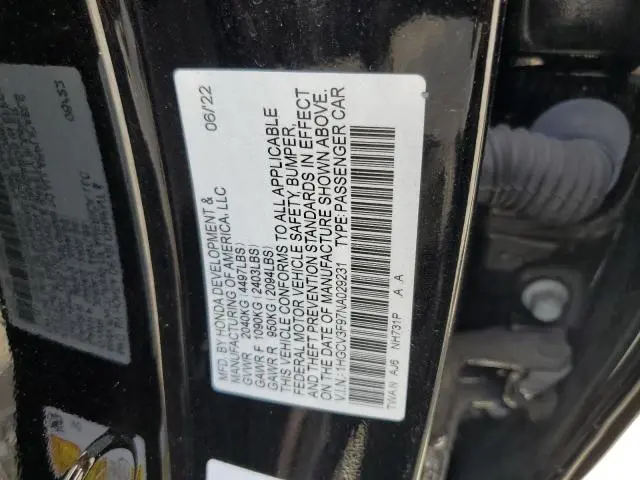 MFD. BY HONDA DEVELOPMENT & 06/22
MANUFACTURING OF AMERICA, LLC
GVWR 2040KG (4497LBS)
GAWR F 1090KG (2403LBS)
GAWR R 950KG (2094LBS)
THIS VEHICLE CONFORMS TO ALL APPLICABLE
FEDERAL MOTOR VEHICLE SAFETY BUMPER,
AND THEFT PREVENTION STANDARDS IN EFFECT
ON THE DATE OF MANUFACTURE SHOWN ABOVE.
V.I.N.:1HGCV3F97NA029231 TYPE:PASSENGER CAR
TWAN AJ6 NH731P A A